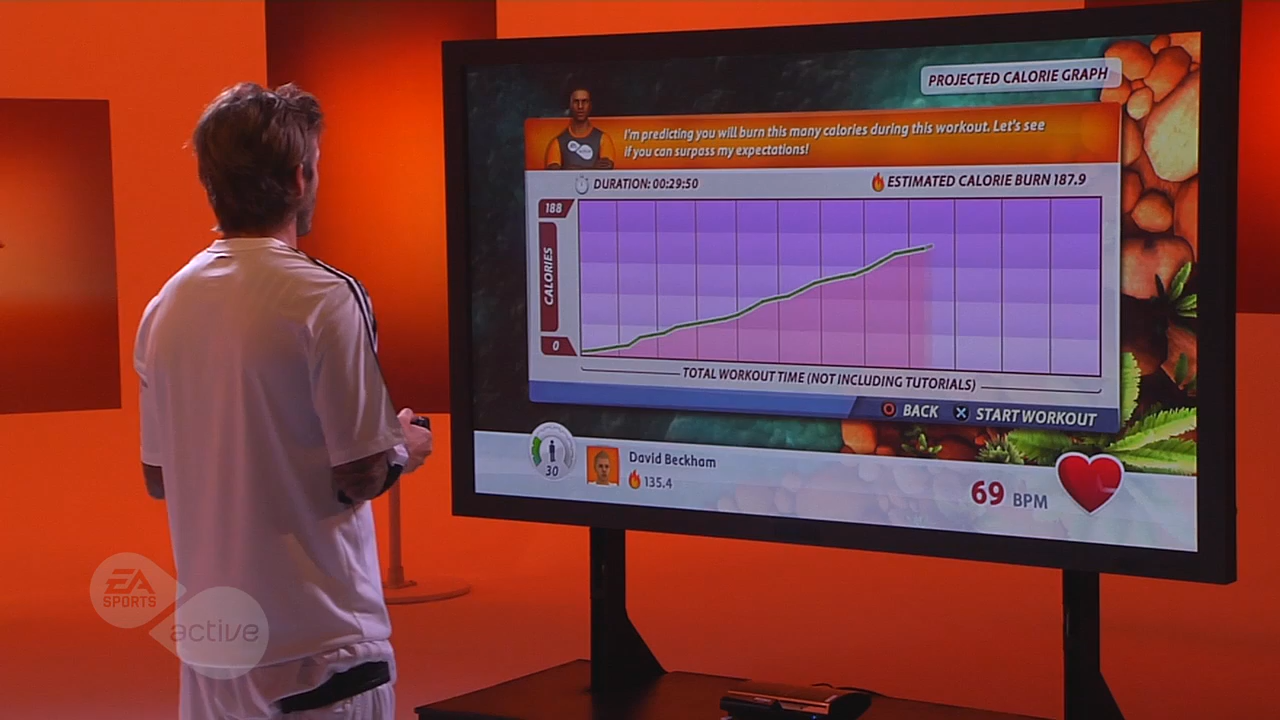 PROJECTED CALORIE GRAPH
I'm predicting you will burn this many calories during this workout. Let's see
if you can surpass my expectations!
DURATION: 00:29:50
ESTIMATED CALORIE BURN 187.9
188
CALORIES
0
TOTAL WORKOUT TIME (NOT INCLUDING TUTORIALS)
BACK
START WORKOUT
30
David Beckham
135.4
69 BPM
EA
SPORTS
active